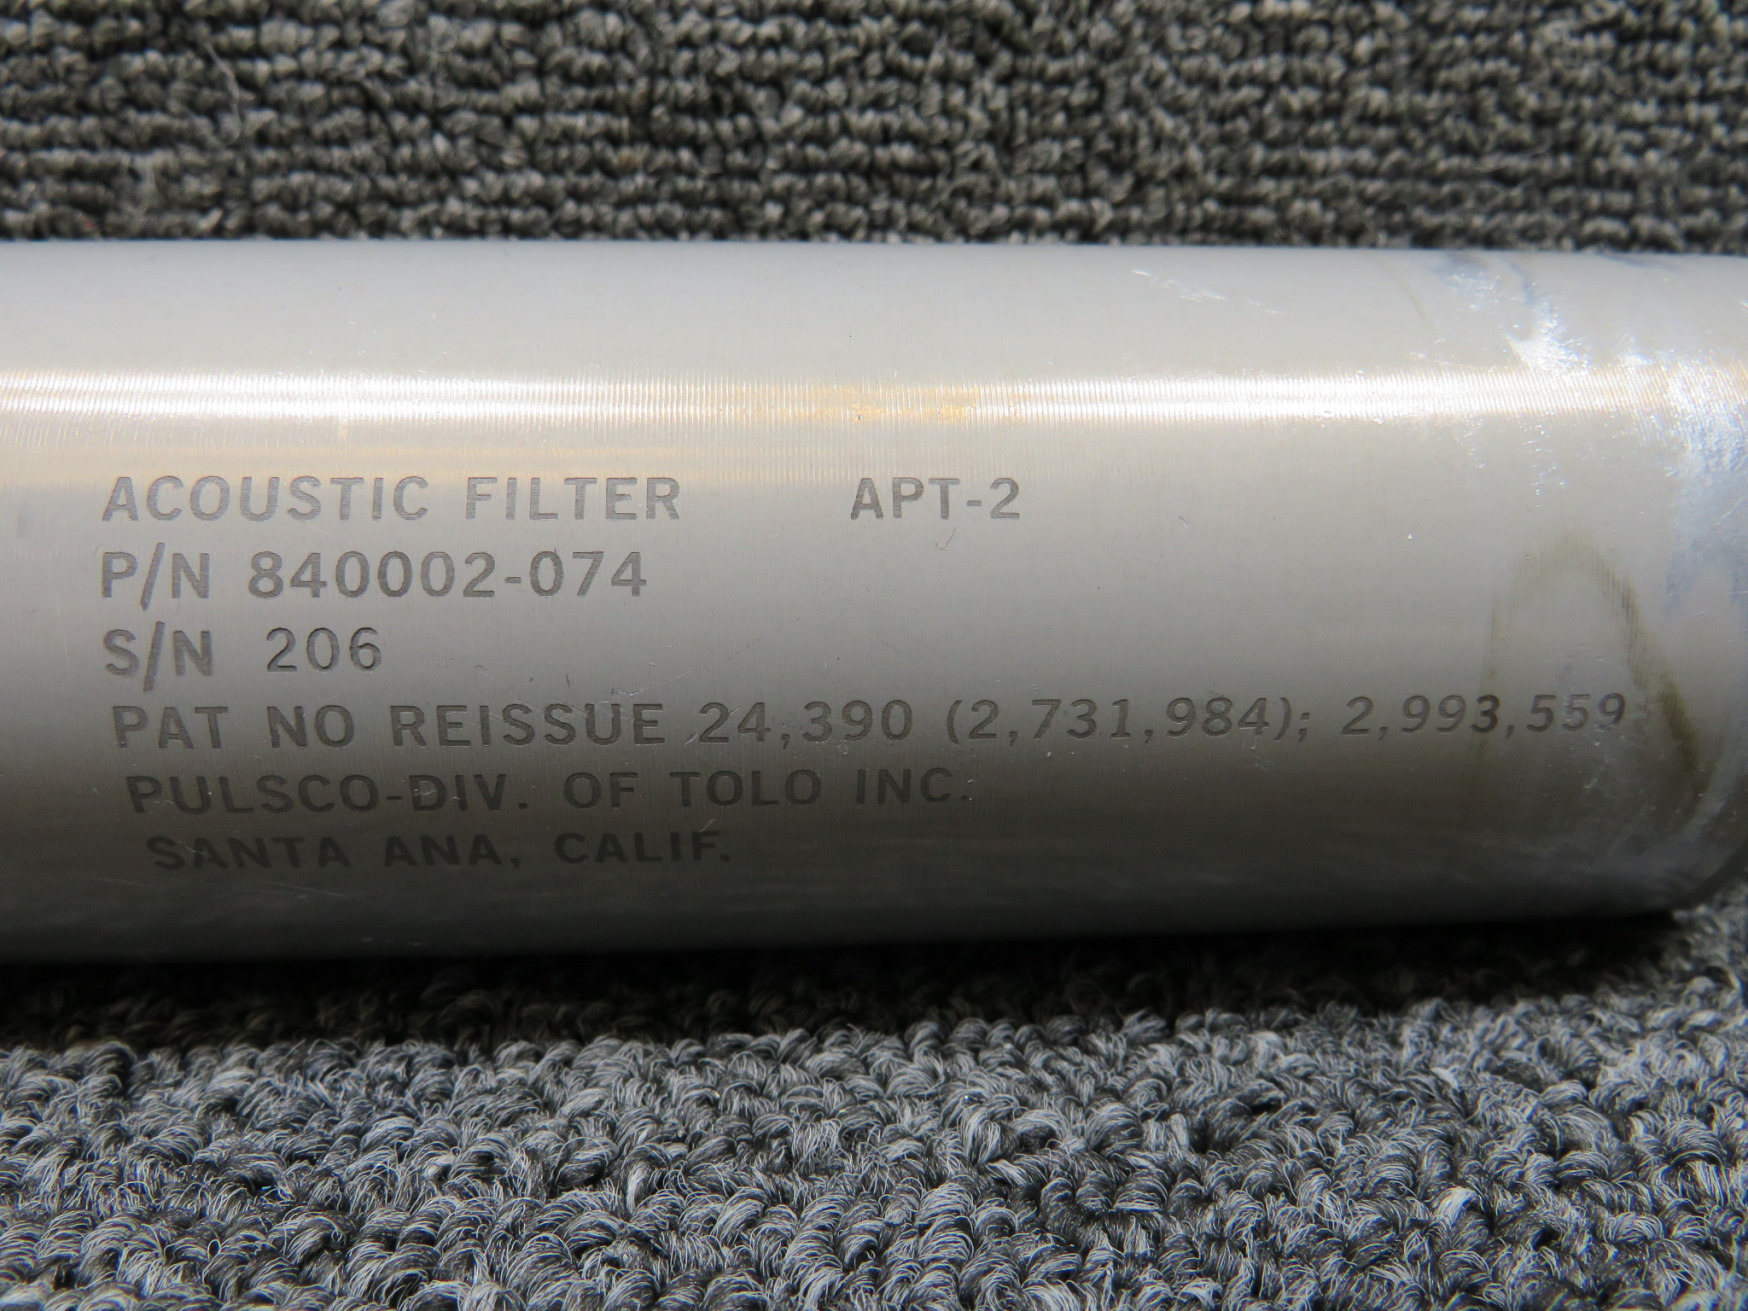 ACOUSTIC FILTER APT-2
P/N 840002-074
S/N 206
PAT NO REISSUE 24,390 (2,731,984); 2,993,559
PULSCO-DIV. OF TOLO INC.
SANTA ANA, CALIF.